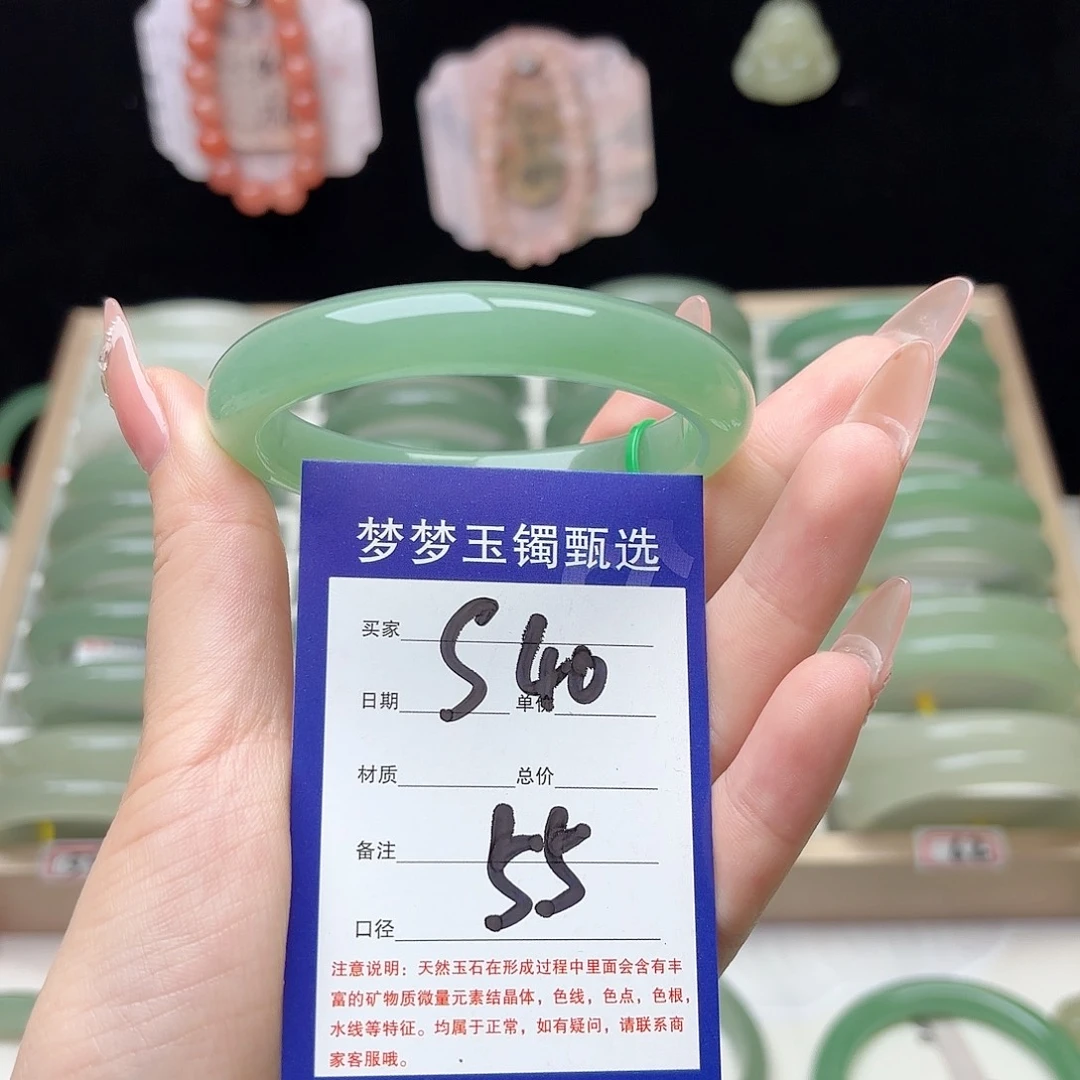 梦梦玉镯甄选
买家
S40
日期 单价
材质 总价
备注
55
口径
注意说明：天然玉石在形成过程中里面会含有丰
富的矿物质微量元素结晶体，色线，色点，色根，
水线等特征。均属于正常，如有疑问，请联系商
家客服哦。